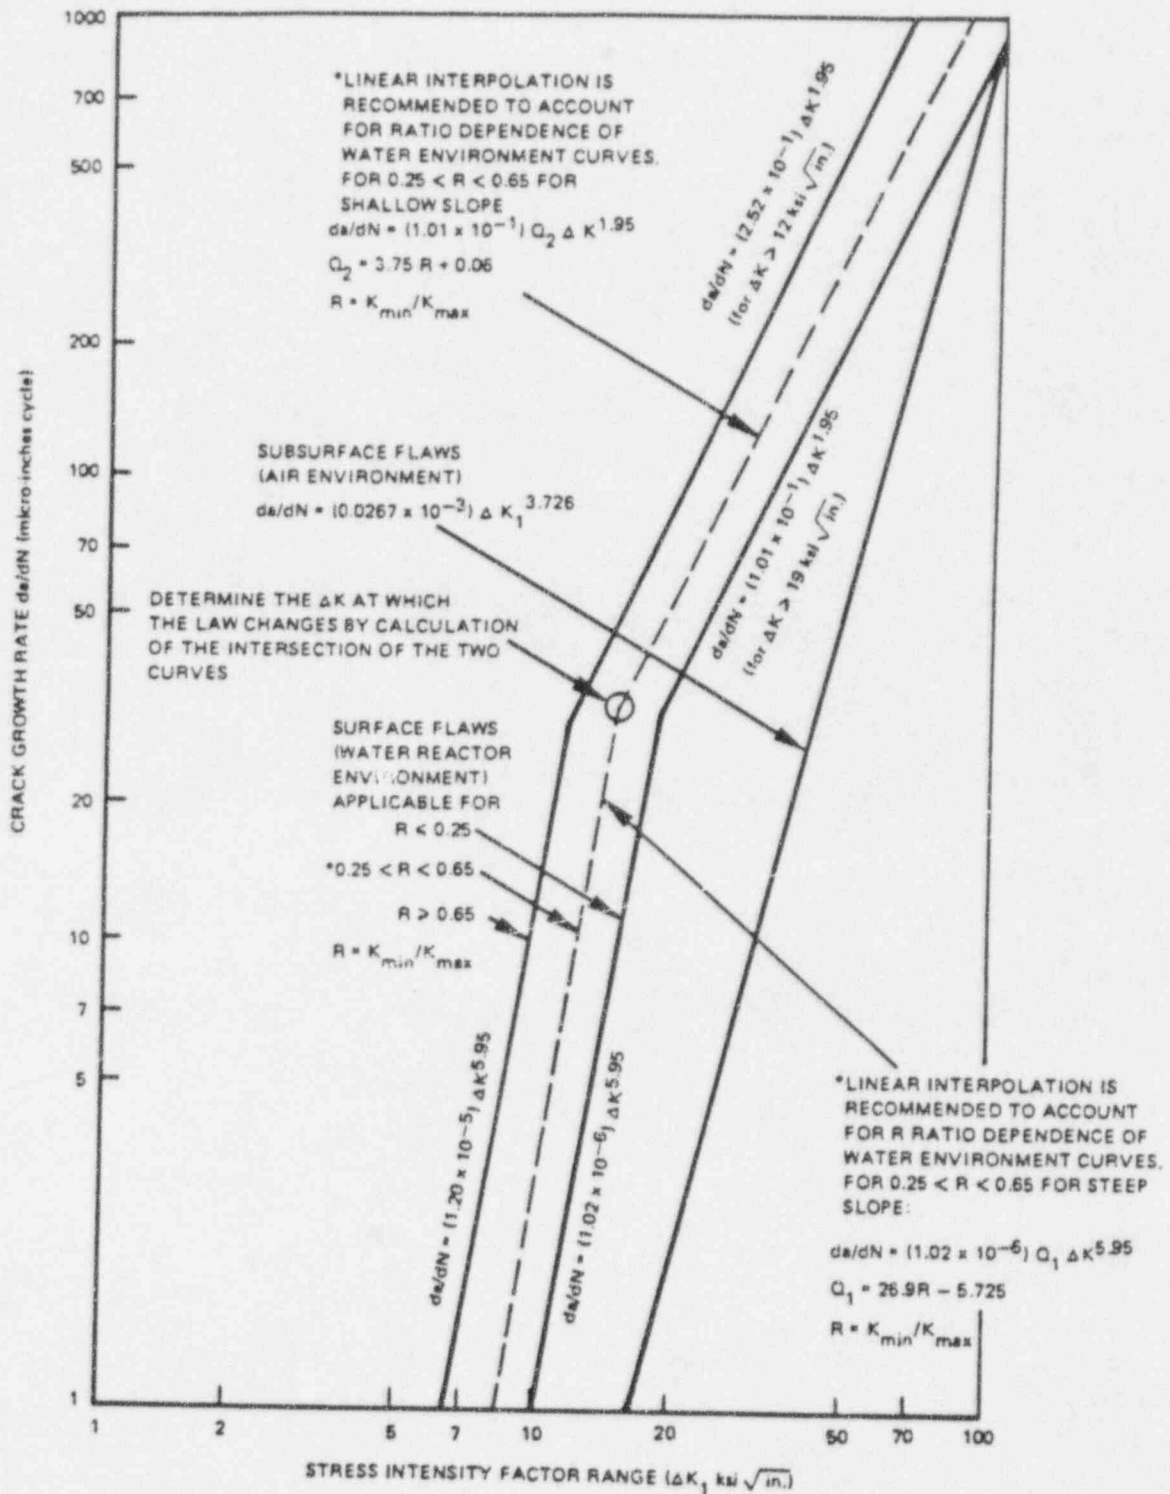 1000
700
500
200
100
70
50
20
10
7
5
1
CRACK GROWTH RATE da/dN (micro-inches cycle)
*LINEAR INTERPOLATION IS
RECOMMENDED TO ACCOUNT
FOR RATIO DEPENDENCE OF
WATER ENVIRONMENT CURVES.
FOR 0.25 < R < 0.65 FOR
SHALLOW SLOPE
da/dN = (1.01 x 10⁻¹) Q₂ Δ K^1.95
Q₂ = 3.75 R + 0.06
R = K_min/K_max
da/dN = (2.52 x 10⁻¹) ΔK^1.95
(for ΔK > 12 ksi √in.)
SUBSURFACE FLAWS
(AIR ENVIRONMENT)
da/dN = (0.0267 x 10⁻³) Δ K₁^3.726
da/dN = (1.01 x 10⁻¹) ΔK^1.95
(for ΔK > 19 ksi √in.)
DETERMINE THE ΔK AT WHICH
THE LAW CHANGES BY CALCULATION
OF THE INTERSECTION OF THE TWO
CURVES
SURFACE FLAWS
(WATER REACTOR
ENVIRONMENT)
APPLICABLE FOR
R < 0.25
*0.25 < R < 0.65
R > 0.65
R = K_min/K_max
da/dN = (1.20 x 10⁻⁵) ΔK^5.95
da/dN = (1.02 x 10⁻⁶) ΔK^5.95
*LINEAR INTERPOLATION IS
RECOMMENDED TO ACCOUNT
FOR R RATIO DEPENDENCE OF
WATER ENVIRONMENT CURVES.
FOR 0.25 < R < 0.65 FOR STEEP
SLOPE:
da/dN = (1.02 x 10⁻⁶) Q₁ ΔK^5.95
Q₁ = 26.9R − 5.725
R = K_min/K_max
1 2 5 7 10 20 50 70 100
STRESS INTENSITY FACTOR RANGE (ΔK₁ ksi √in.)